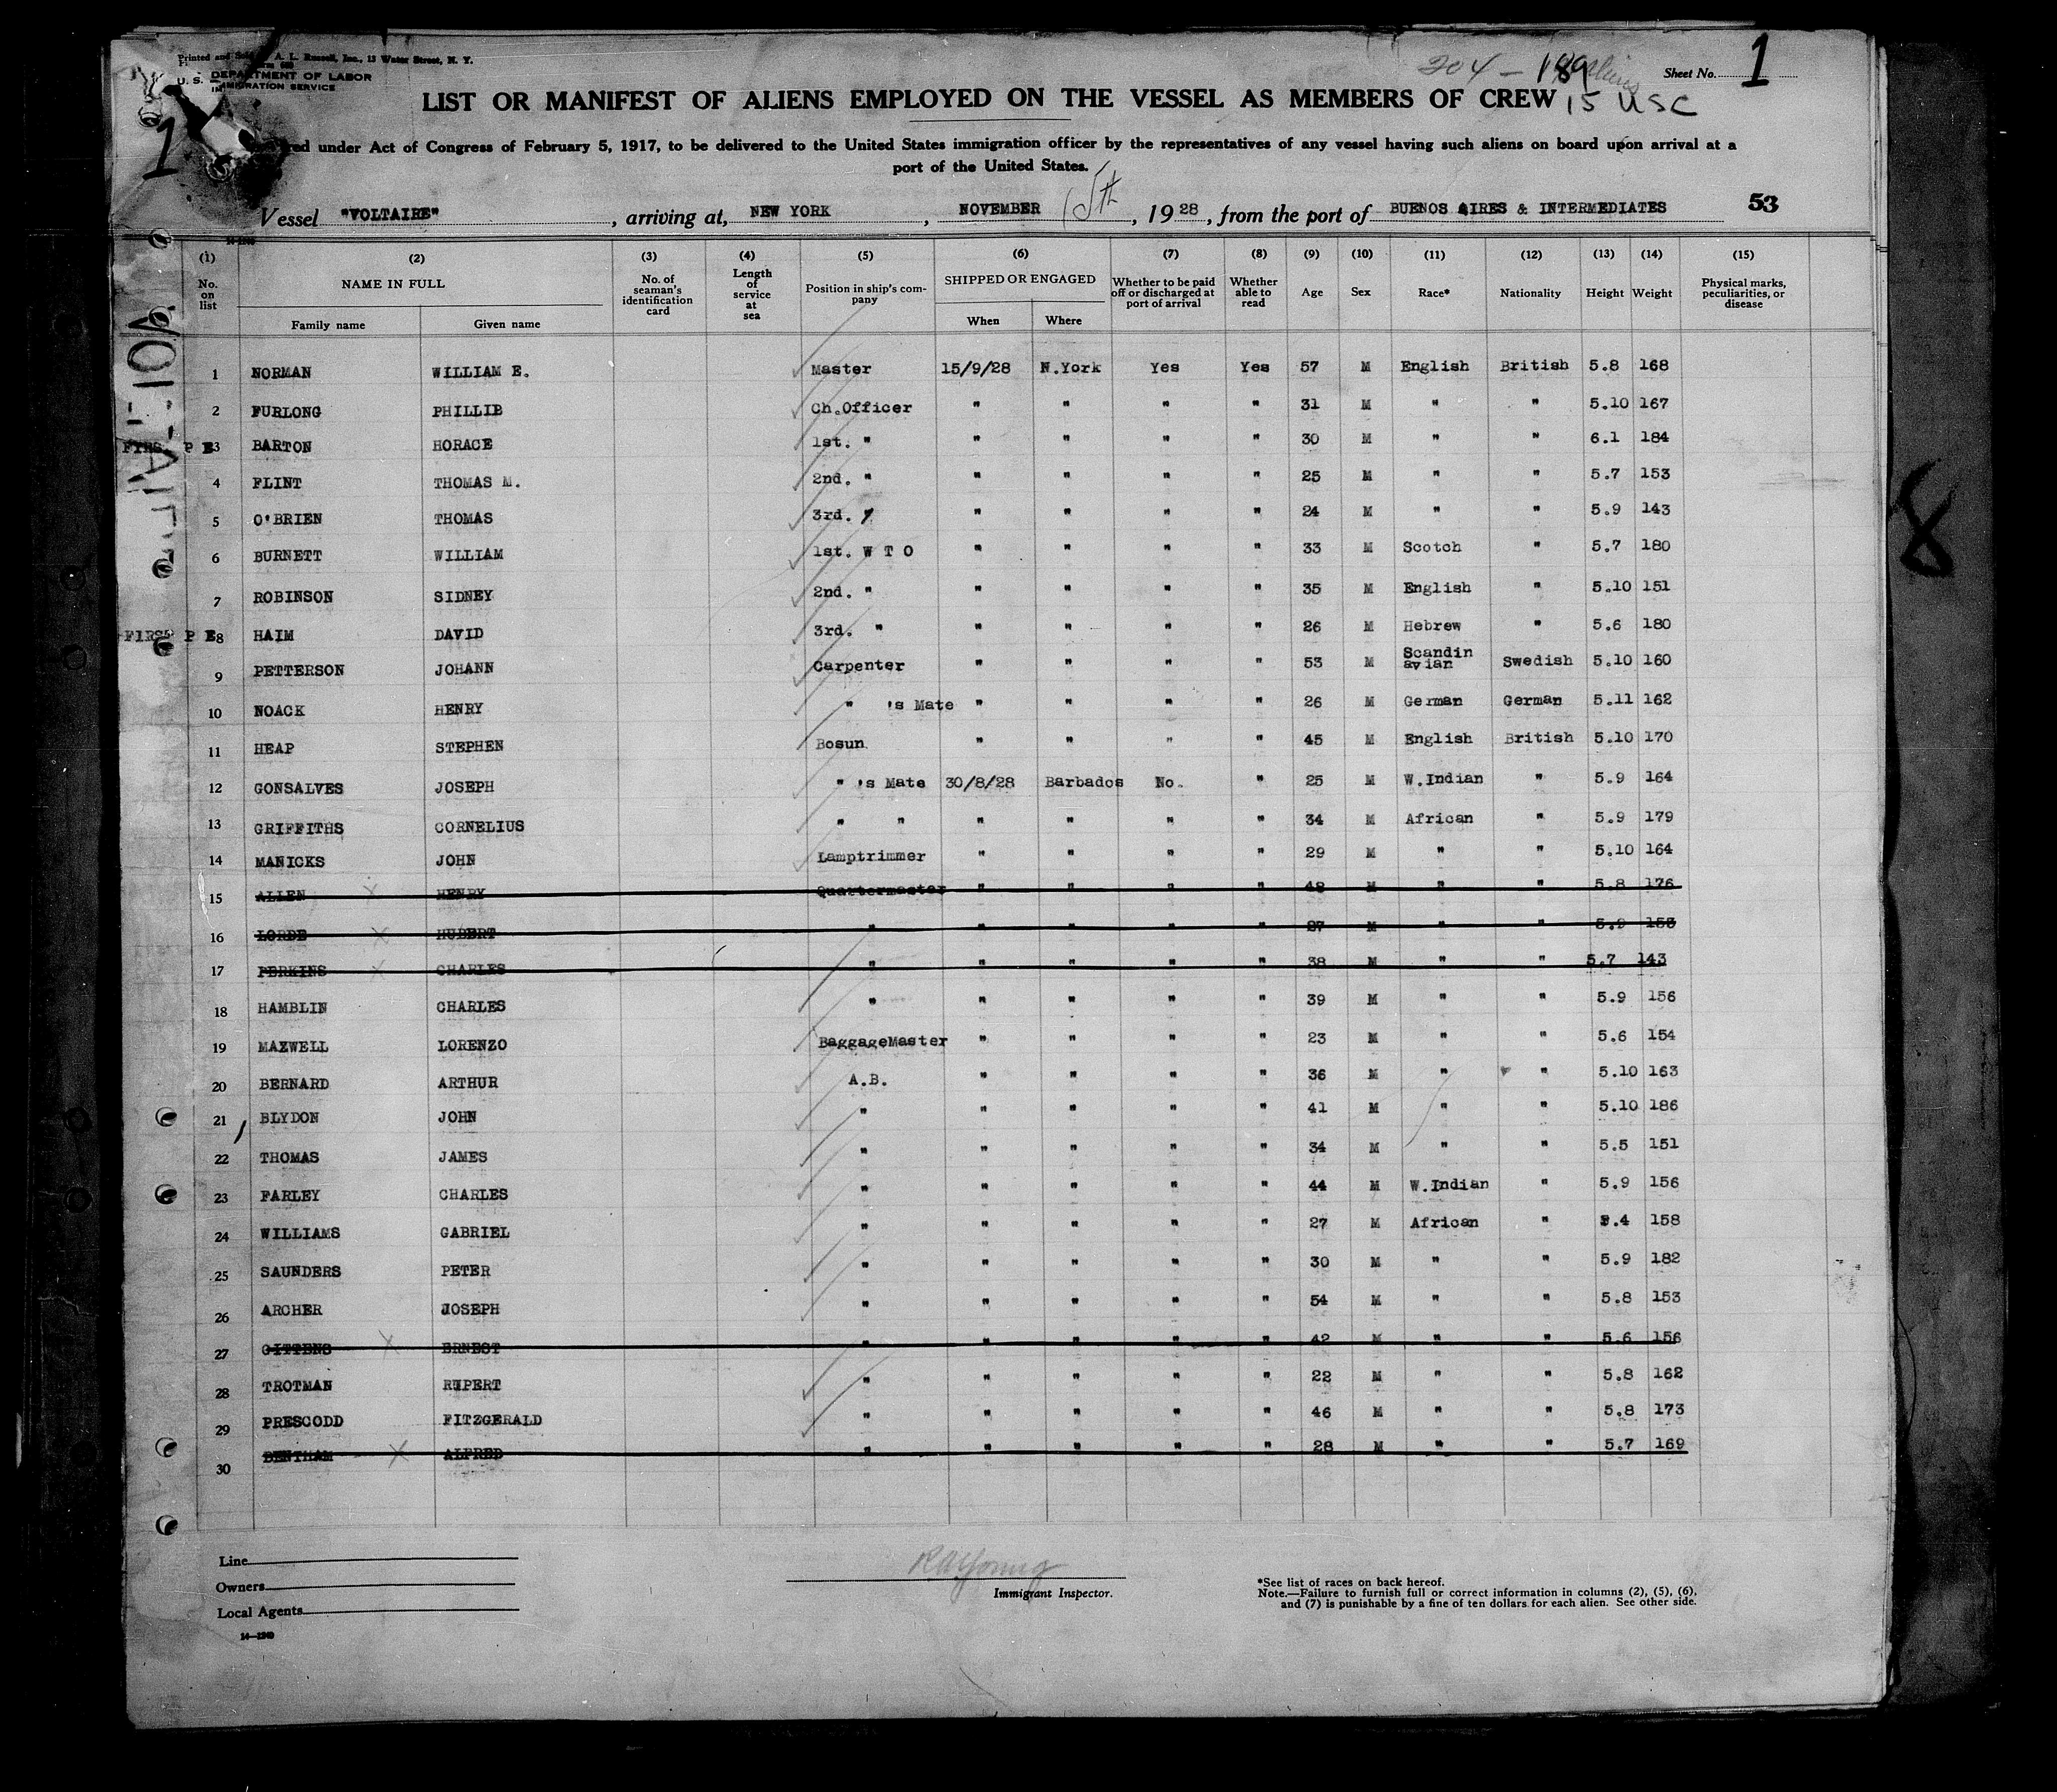 Printed and Sold by A. L. Russell, Inc., 13 Water Street, N. Y.
U. S. DEPARTMENT OF LABOR
IMMIGRATION SERVICE
204 – 189 aliens
15 USC
Sheet No. 1
1
LIST OR MANIFEST OF ALIENS EMPLOYED ON THE VESSEL AS MEMBERS OF CREW
under Act of Congress of February 5, 1917, to be delivered to the United States immigration officer by the representatives of any vessel having such aliens on board upon arrival at a
port of the United States.
Vessel "VOLTAIRE", arriving at, NEW YORK, NOVEMBER 15th, 1928, from the port of BUENOS AIRES & INTERMEDIATES 53
(1) (2) (3) (4) (5) (6) (7) (8) (9) (10) (11) (12) (13) (14) (15)
No. on list NAME IN FULL Family name Given name No. of seaman's identification card Length of service at sea Position in ship's company SHIPPED OR ENGAGED When Where Whether to be paid off or discharged at port of arrival Whether able to read Age Sex Race* Nationality Height Weight Physical marks, peculiarities, or disease
1 NORMAN WILLIAM E. Master 15/9/28 N.York Yes Yes 57 M English British 5.8 168
2 FURLONG PHILLIP Ch.Officer " " " " 31 M " " 5.10 167
3 BARTON HORACE 1st. " " " " " 30 M " " 6.1 184
4 FLINT THOMAS M. 2nd. " " " " " 25 M " " 5.7 153
5 O'BRIEN THOMAS 3rd. " " " " " 24 M " " 5.9 143
6 BURNETT WILLIAM 1st. W T O " " " " 33 M Scotch " 5.7 180
7 ROBINSON SIDNEY 2nd. " " " " " 35 M English " 5.10 151
8 HAIM DAVID 3rd. " " " " " 26 M Hebrew " 5.6 180
9 PETTERSON JOHANN Carpenter " " " " 53 M Scandinavian Swedish 5.10 160
10 NOACK HENRY " 's Mate " " " " 26 M German German 5.11 162
11 HEAP STEPHEN Bosun " " " " 45 M English British 5.10 170
12 GONSALVES JOSEPH " 's Mate 30/8/28 Barbados No. " 25 M W.Indian " 5.9 164
13 GRIFFITHS CORNELIUS " " " " " " 34 M African " 5.9 179
14 MANICKS JOHN Lamptrimmer " " " " 29 M " " 5.10 164
15 ALLEN HENRY Quartermaster " " " " 48 M " " 5.8 176
16 LORDE HUBERT " " " " " 27 M " " 5.9 153
17 PERKINS CHARLES " " " " " 38 M " " 5.7 143
18 HAMBLIN CHARLES " " " " " 39 M " " 5.9 156
19 MAXWELL LORENZO BaggageMaster " " " " 23 M " " 5.6 154
20 BERNARD ARTHUR A.B. " " " " 36 M " " 5.10 163
21 BLYDON JOHN " " " " " 41 M " " 5.10 186
22 THOMAS JAMES " " " " " 34 M " " 5.5 151
23 FARLEY CHARLES " " " " " 44 M W.Indian " 5.9 156
24 WILLIAMS GABRIEL " " " " " 27 M African " 5.4 158
25 SAUNDERS PETER " " " " " 30 M " " 5.9 182
26 ARCHER JOSEPH " " " " " 54 M " " 5.8 153
27 GITTENS ERNEST " " " " " 42 M " " 5.6 156
28 TROTMAN RUPERT " " " " " 22 M " " 5.8 162
29 PRESCODD FITZGERALD " " " " " 46 M " " 5.8 173
30 BENTHAM ALFRED " " " " " 28 M " " 5.7 169
VOLTAIRE
8
Line
Owners
Local Agents
14—1240
Immigrant Inspector.
*See list of races on back hereof.
Note.—Failure to furnish full or correct information in columns (2), (5), (6),
and (7) is punishable by a fine of ten dollars for each alien. See other side.